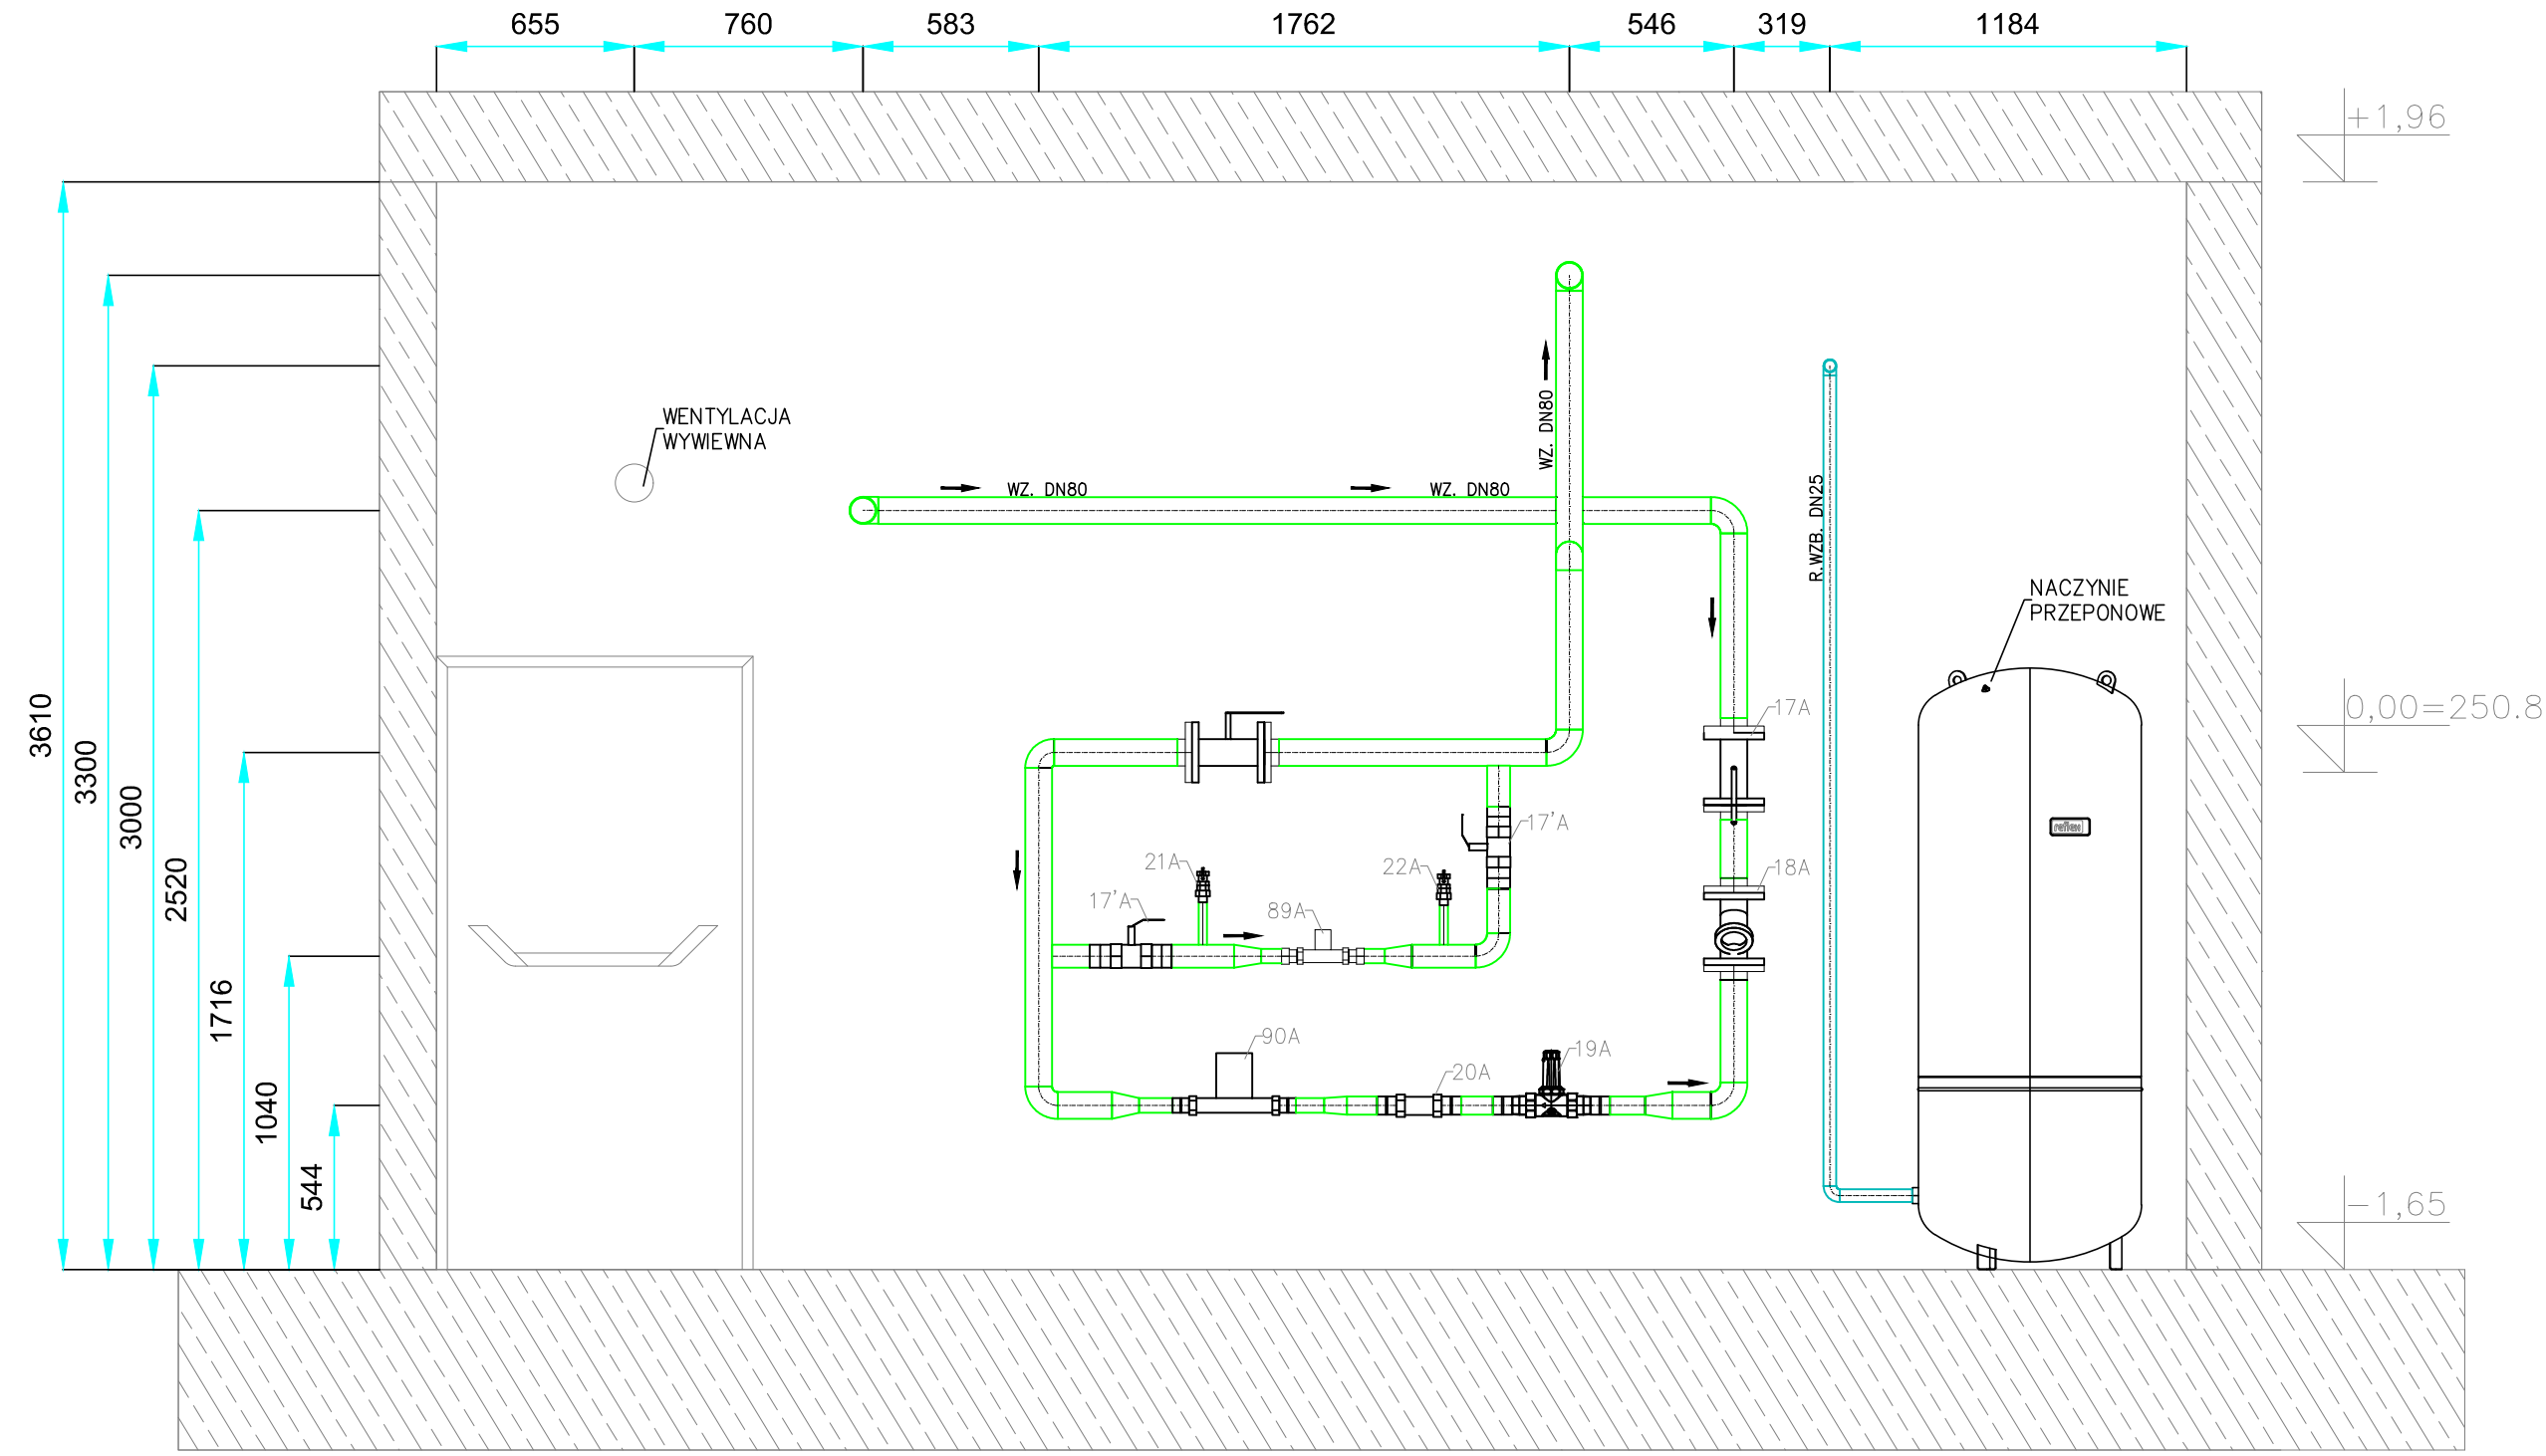 655 760 583 1762 546 319 1184
+1,96
WENTYLACJA
WYWIEWNA
WZ. DN80
WZ. DN80
WZ. DN80
R.WZB. DN25
NACZYNIE
PRZEPONOWE
3610
3300
3000
2520
1716
1040
544
0,00=250.8
17A
17'A
18A
21A
22A
17'A
89A
reflex
90A
20A
19A
-1,65